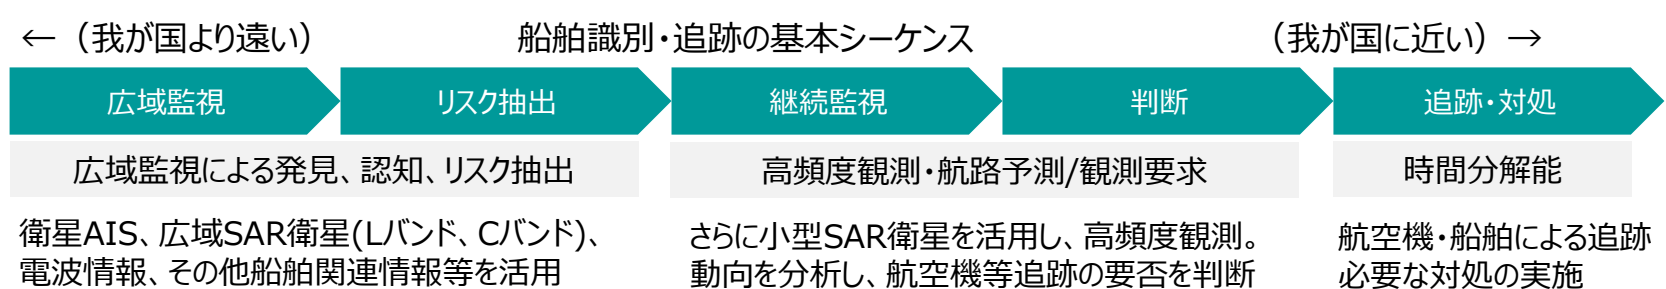 ←（我が国より遠い） 船舶識別・追跡の基本シーケンス （我が国に近い）→
広域監視 リスク抽出 継続監視 判断 追跡・対処
広域監視による発見、認知、リスク抽出 高頻度観測・航路予測/観測要求 時間分解能
衛星AIS、広域SAR衛星(Lバンド、Cバンド)、
電波情報、その他船舶関連情報等を活用
さらに小型SAR衛星を活用し、高頻度観測。
動向を分析し、航空機等追跡の要否を判断
航空機・船舶による追跡
必要な対処の実施